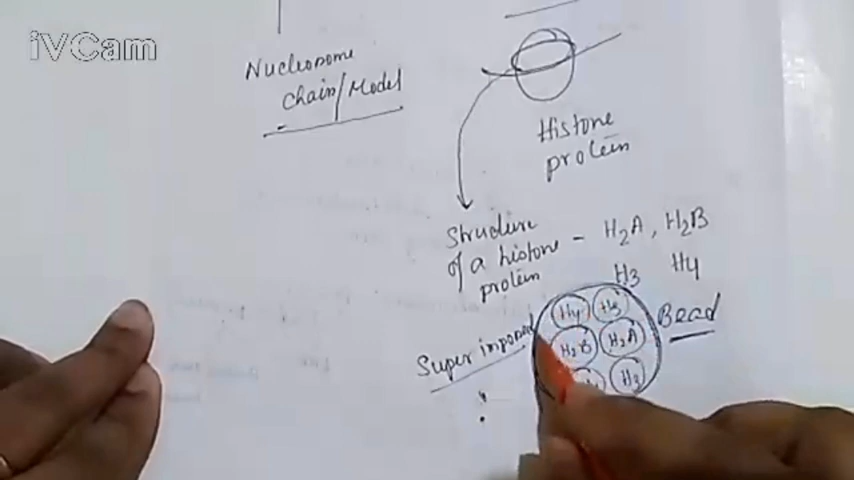 iVCam
Nucleosome
Chain/Model
Histone
protein
Structure
of a histone - H2A, H2B
protein
H3 H4
H4 H3
Bead
H2B H2A
Super imposed
H3